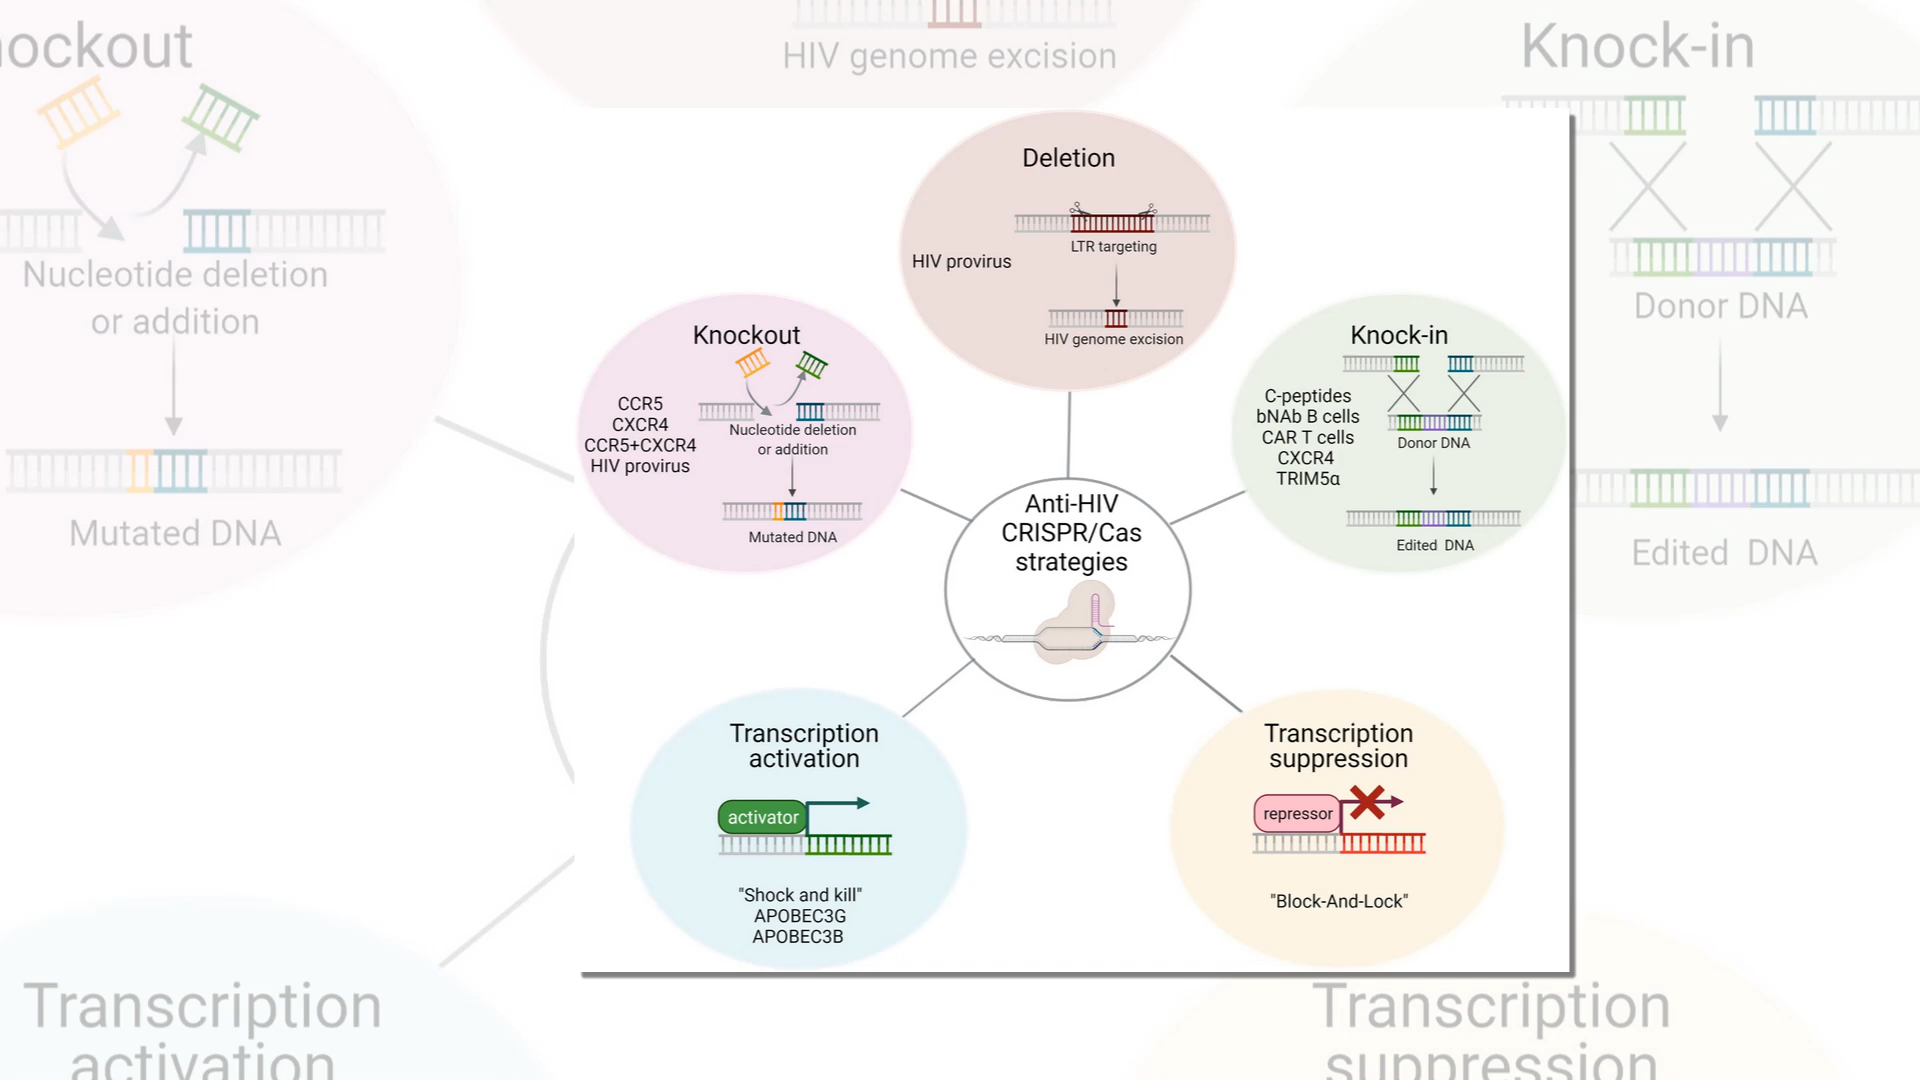 HIV genome excision
ockout
Nucleotide deletion
or addition
Mutated DNA
Knock-in
Donor DNA
Edited DNA
Transcription
activation
Transcription
suppression
Deletion
HIV provirus
LTR targeting
HIV genome excision
Knockout
CCR5
CXCR4
CCR5+CXCR4
HIV provirus
Nucleotide deletion
or addition
Mutated DNA
Knock-in
C-peptides
bNAb B cells
CAR T cells
CXCR4
TRIM5α
Donor DNA
Edited DNA
Anti-HIV
CRISPR/Cas
strategies
Transcription
activation
activator
"Shock and kill"
APOBEC3G
APOBEC3B
Transcription
suppression
repressor
"Block-And-Lock"